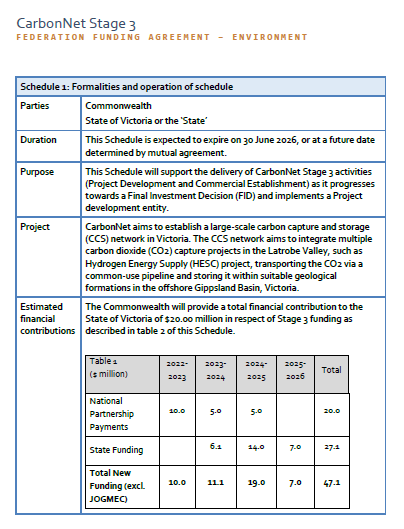 CarbonNet Stage 3
FEDERATION FUNDING AGREEMENT – ENVIRONMENT
Schedule 1: Formalities and operation of schedule
Parties
Commonwealth
State of Victoria or the 'State'
Duration
This Schedule is expected to expire on 30 June 2026, or at a future date
determined by mutual agreement.
Purpose
This Schedule will support the delivery of CarbonNet Stage 3 activities
(Project Development and Commercial Establishment) as it progresses
towards a Final Investment Decision (FID) and implements a Project
development entity.
Project
CarbonNet aims to establish a large-scale carbon capture and storage
(CCS) network in Victoria. The CCS network aims to integrate multiple
carbon dioxide (CO2) capture projects in the Latrobe Valley, such as
Hydrogen Energy Supply (HESC) project, transporting the CO2 via a
common-use pipeline and storing it within suitable geological
formations in the offshore Gippsland Basin, Victoria.
Estimated
financial
contributions
The Commonwealth will provide a total financial contribution to the
State of Victoria of $20.00 million in respect of Stage 3 funding as
described in table 2 of this Schedule.
Table 1
($ million)
2022-
2023
2023-
2024
2024-
2025
2025-
2026
Total
National
Partnership
Payments
10.0 5.0 5.0 20.0
State Funding 6.1 14.0 7.0 27.1
Total New
Funding (excl.
JOGMEC)
10.0 11.1 19.0 7.0 47.1